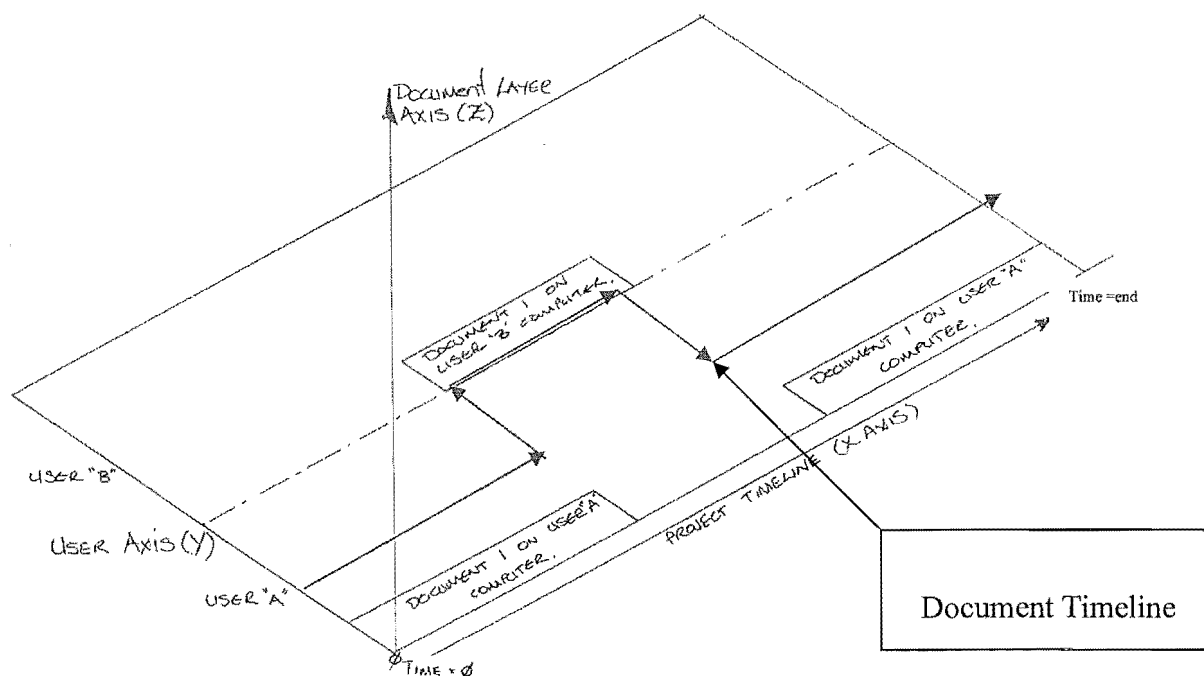 DOCUMENT LAYER
AXIS (Z)
DOCUMENT 1 ON
USER "B" COMPUTER.
DOCUMENT 1 ON USER "A"
COMPUTER.
Time =end
USER "B"
USER AXIS (Y)
USER "A"
DOCUMENT 1 ON USER "A"
COMPUTER.
PROJECT TIMELINE (X AXIS)
TIME = Ø
Document Timeline